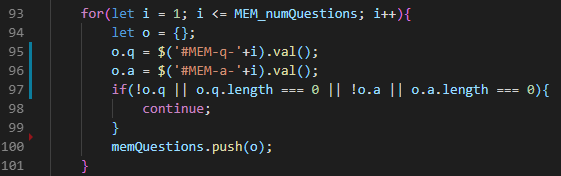 93 for(let i = 1; i <= MEM_numQuestions; i++){
94 let o = {};
95 o.q = $('#MEM-q-'+i).val();
96 o.a = $('#MEM-a-'+i).val();
97 if(!o.q || o.q.length === 0 || !o.a || o.a.length === 0){
98 continue;
99 }
100 memQuestions.push(o);
101 }